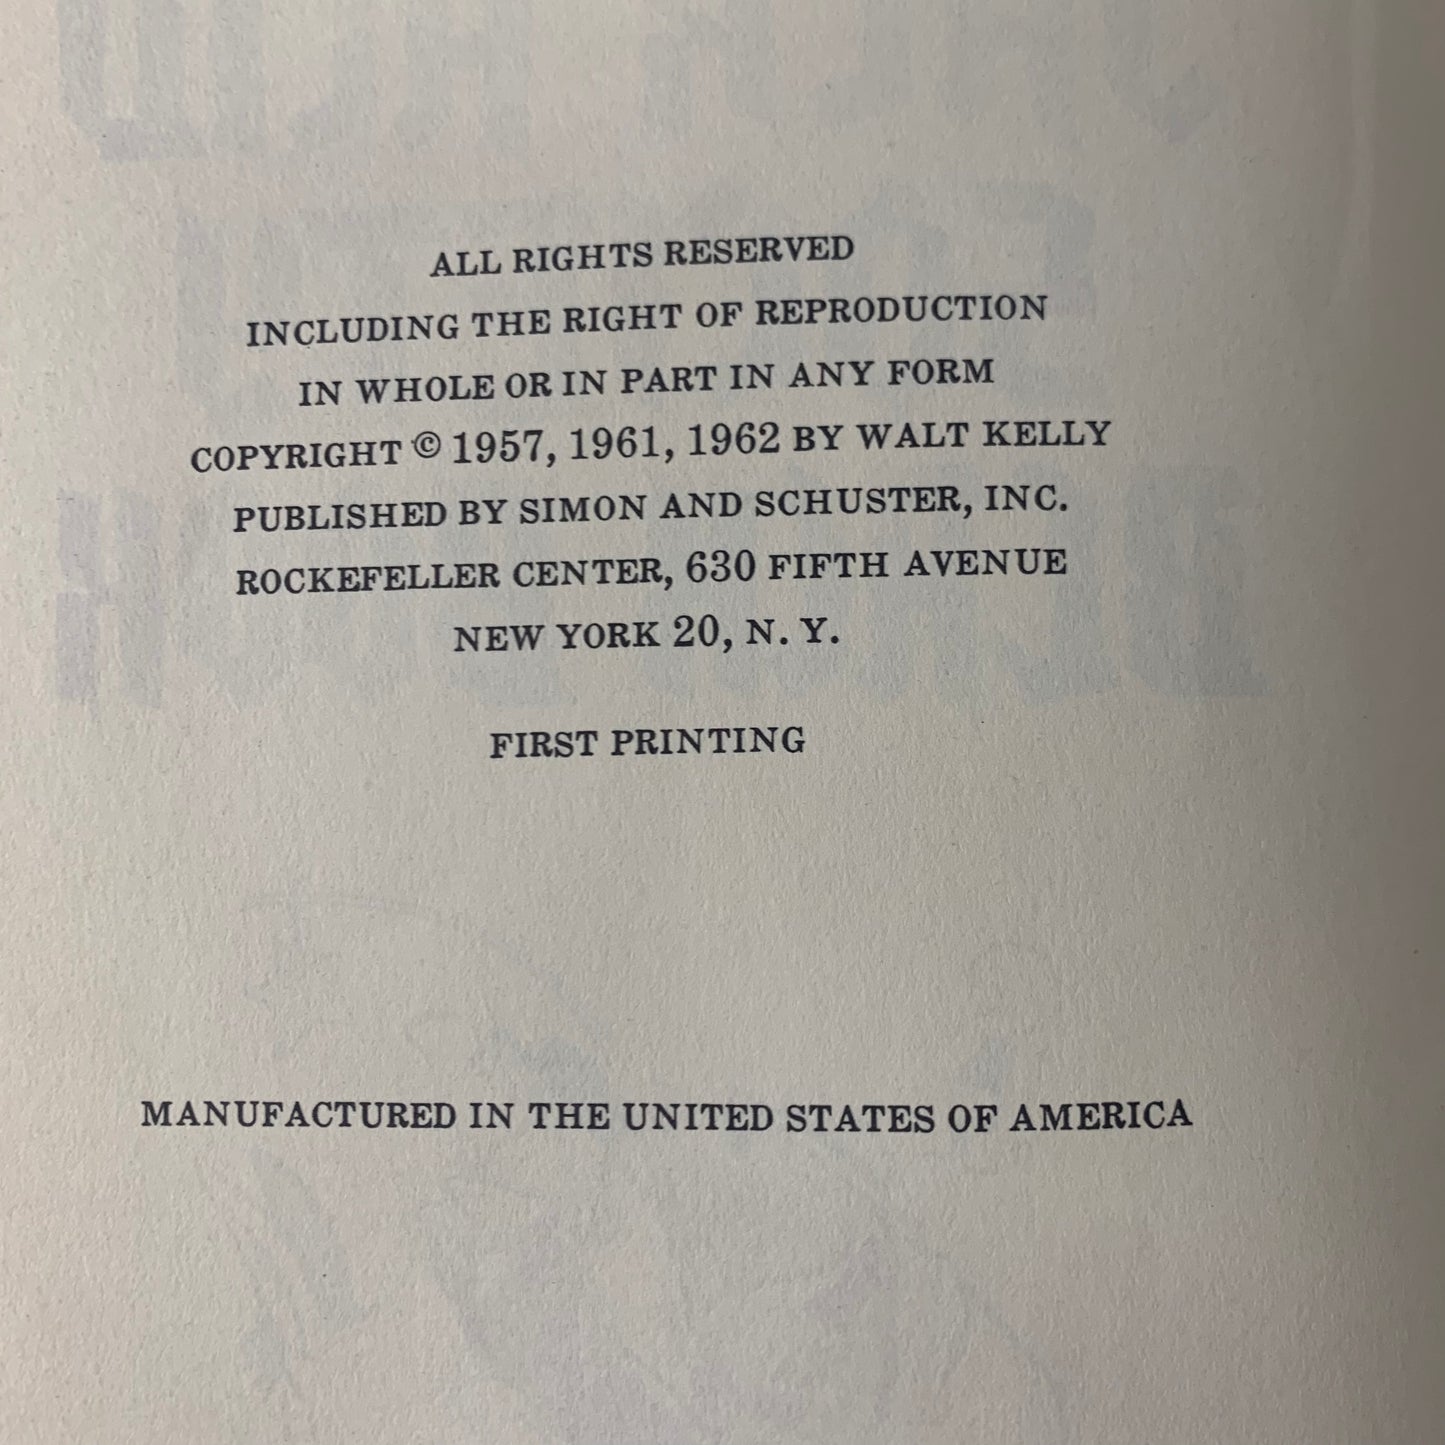 ALL RIGHTS RESERVED
INCLUDING THE RIGHT OF REPRODUCTION
IN WHOLE OR IN PART IN ANY FORM
COPYRIGHT © 1957, 1961, 1962 BY WALT KELLY
PUBLISHED BY SIMON AND SCHUSTER, INC.
ROCKEFELLER CENTER, 630 FIFTH AVENUE
NEW YORK 20, N. Y.
FIRST PRINTING
MANUFACTURED IN THE UNITED STATES OF AMERICA